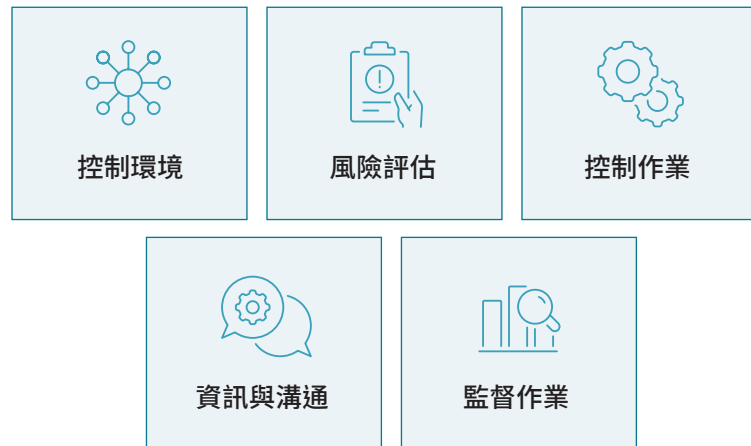 控制環境
風險評估
控制作業
資訊與溝通
監督作業